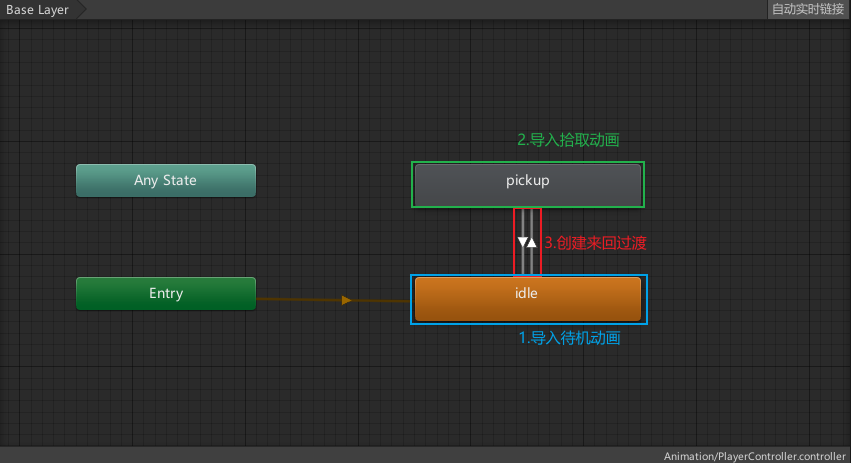 Base Layer
自动实时链接
2.导入拾取动画
Any State
pickup
3.创建来回过渡
Entry
idle
1.导入待机动画
Animation/PlayerController.controller